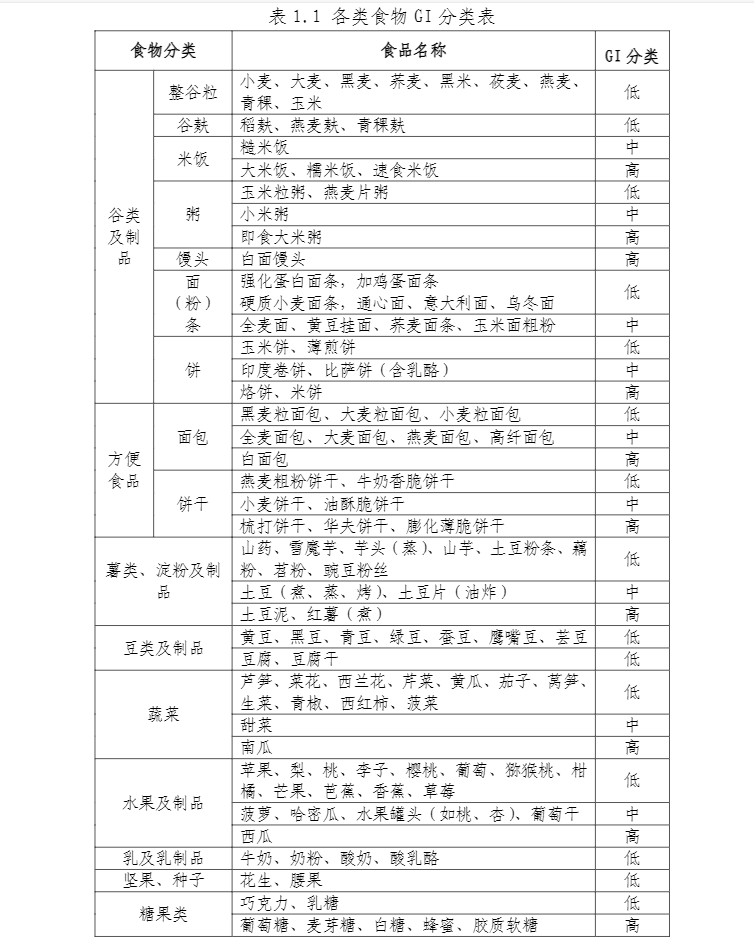 表1.1 各类食物GI分类表
食物分类 食品名称 GI分类
谷类
及制
品
整谷粒 小麦、大麦、黑麦、荞麦、黑米、莜麦、燕麦、
青稞、玉米 低
谷麸 稻麸、燕麦麸、青稞麸 低
米饭 糙米饭 中
大米饭、糯米饭、速食米饭 高
粥 玉米粒粥、燕麦片粥 低
小米粥 中
即食大米粥 高
馒头 白面馒头 高
面
（粉）
条
强化蛋白面条，加鸡蛋面条
硬质小麦面条，通心面、意大利面、乌冬面 低
全麦面、黄豆挂面、荞麦面条、玉米面粗粉 中
饼 玉米饼、薄煎饼 低
印度卷饼、比萨饼（含乳酪） 中
烙饼、米饼 高
方便
食品
面包 黑麦粒面包、大麦粒面包、小麦粒面包 低
全麦面包、大麦面包、燕麦面包、高纤面包 中
白面包 高
饼干 燕麦粗粉饼干、牛奶香脆饼干 低
小麦饼干、油酥脆饼干 中
梳打饼干、华夫饼干、膨化薄脆饼干 高
薯类、淀粉及制
品
山药、雪魔芋、芋头（蒸）、山芋、土豆粉条、藕
粉、苕粉、豌豆粉丝 低
土豆（煮、蒸、烤）、土豆片（油炸） 中
土豆泥、红薯（煮） 高
豆类及制品 黄豆、黑豆、青豆、绿豆、蚕豆、鹰嘴豆、芸豆 低
豆腐、豆腐干 低
蔬菜 芦笋、菜花、西兰花、芹菜、黄瓜、茄子、莴笋、
生菜、青椒、西红柿、菠菜 低
甜菜 中
南瓜 高
水果及制品 苹果、梨、桃、李子、樱桃、葡萄、猕猴桃、柑
橘、芒果、芭蕉、香蕉、草莓 低
菠萝、哈密瓜、水果罐头（如桃、杏）、葡萄干 中
西瓜 高
乳及乳制品 牛奶、奶粉、酸奶、酸乳酪 低
坚果、种子 花生、腰果 低
糖果类 巧克力、乳糖 低
葡萄糖、麦芽糖、白糖、蜂蜜、胶质软糖 高